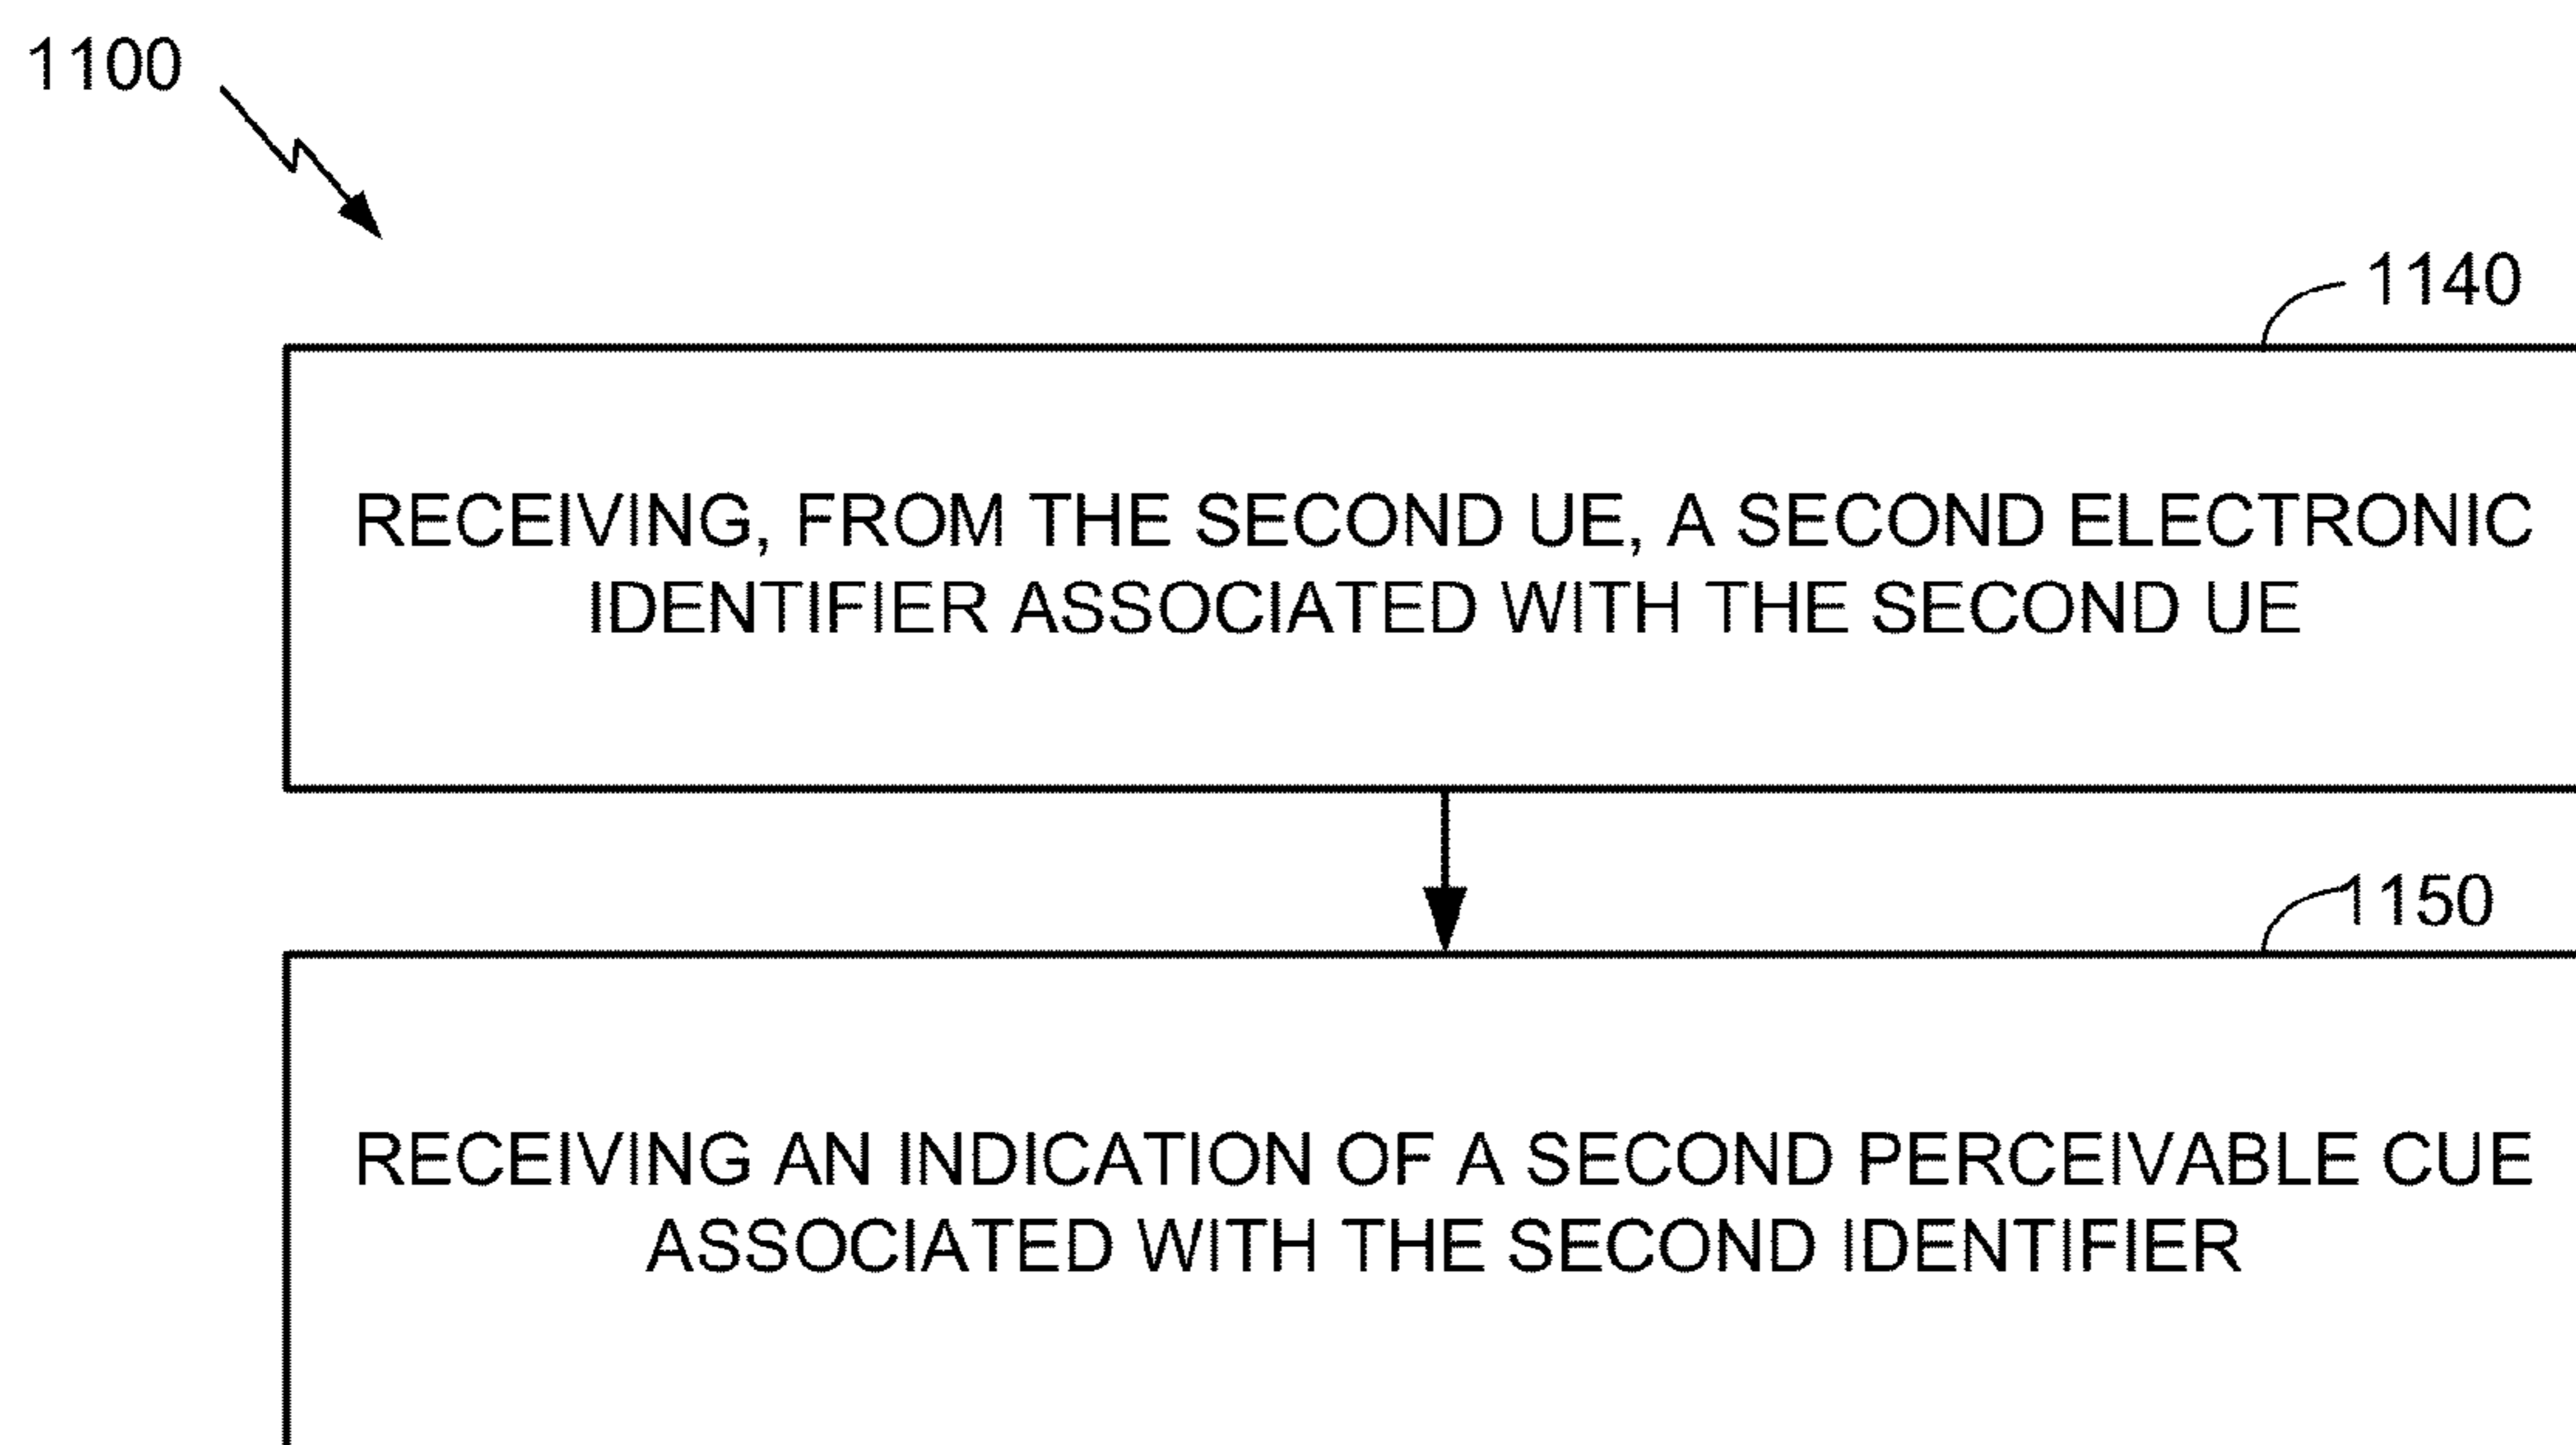 1100
1140
RECEIVING, FROM THE SECOND UE, A SECOND ELECTRONIC
IDENTIFIER ASSOCIATED WITH THE SECOND UE
1150
RECEIVING AN INDICATION OF A SECOND PERCEIVABLE CUE
ASSOCIATED WITH THE SECOND IDENTIFIER